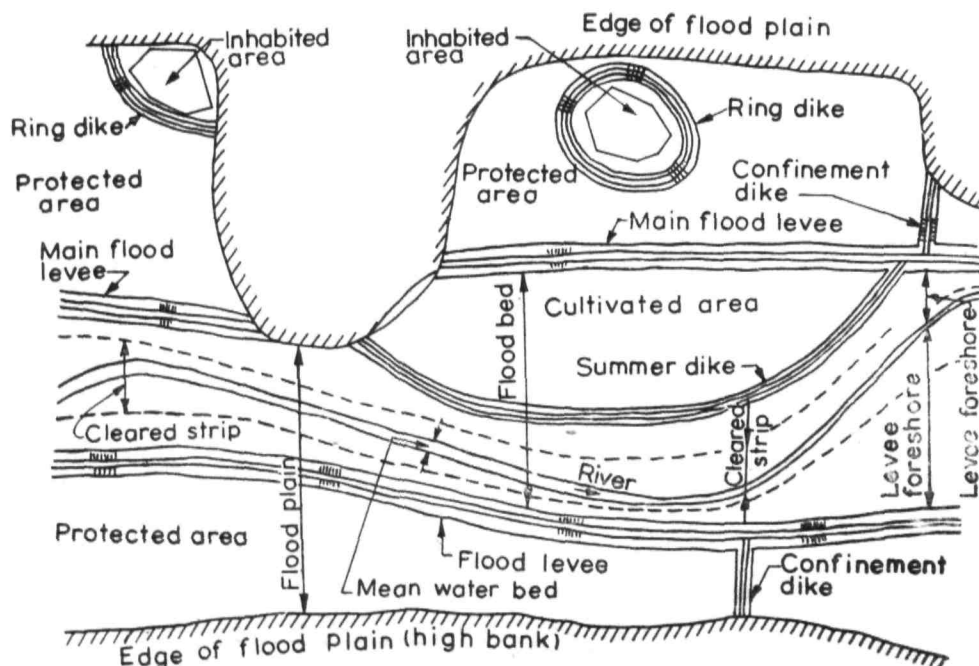 Edge of flood plain
Inhabited
area
Inhabited
area
Ring dike
Ring dike
Protected
area
Protected
area
Confinement
dike
Main flood levee
Main flood
levee
Flood bed
Cultivated area
Summer dike
Cleared strip
Cleared
strip
Levee
foreshore
Levee foreshore
River
Flood plain
Protected area
Flood levee
Mean water bed
Confinement
dike
Edge of flood Plain (high bank)